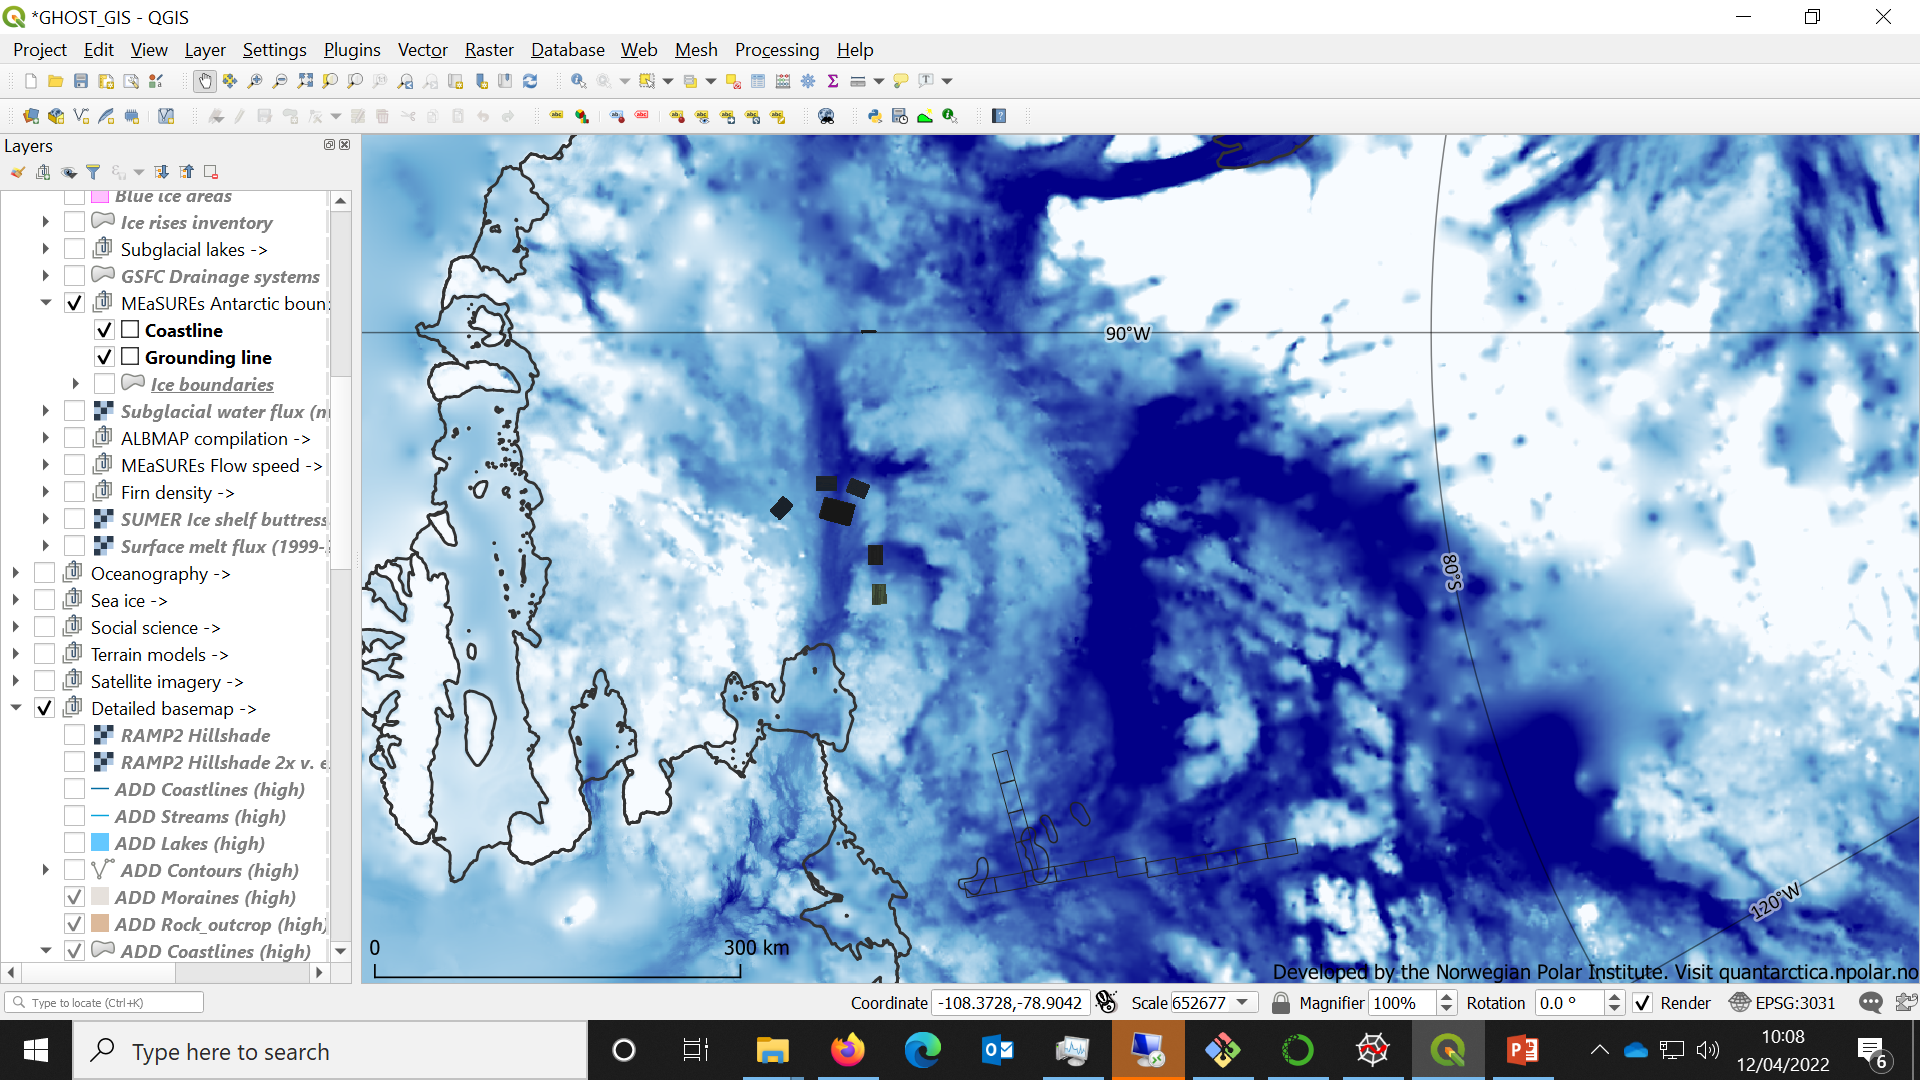 *GHOST_GIS - QGIS
Project Edit View Layer Settings Plugins Vector Raster Database Web Mesh Processing Help
Layers
Blue ice areas
Ice rises inventory
Subglacial lakes ->
GSFC Drainage systems
MEaSUREs Antarctic boun
Coastline
Grounding line
Ice boundaries
Subglacial water flux (m
ALBMAP compilation ->
MEaSUREs Flow speed ->
Firn density ->
SUMER Ice shelf buttress
Surface melt flux (1999-
Oceanography ->
Sea ice ->
Social science ->
Terrain models ->
Satellite imagery ->
Detailed basemap ->
RAMP2 Hillshade
RAMP2 Hillshade 2x v. e
ADD Coastlines (high)
ADD Streams (high)
ADD Lakes (high)
ADD Contours (high)
ADD Moraines (high)
ADD Rock_outcrop (high)
ADD Coastlines (high)
90°W
80°S
120°W
0 300 km
Developed by the Norwegian Polar Institute. Visit quantarctica.npolar.no
Type to locate (Ctrl+K)
Coordinate -108.3728,-78.9042 Scale 652677 Magnifier 100% Rotation 0.0 ° Render EPSG:3031
Type here to search
10:08
12/04/2022
6